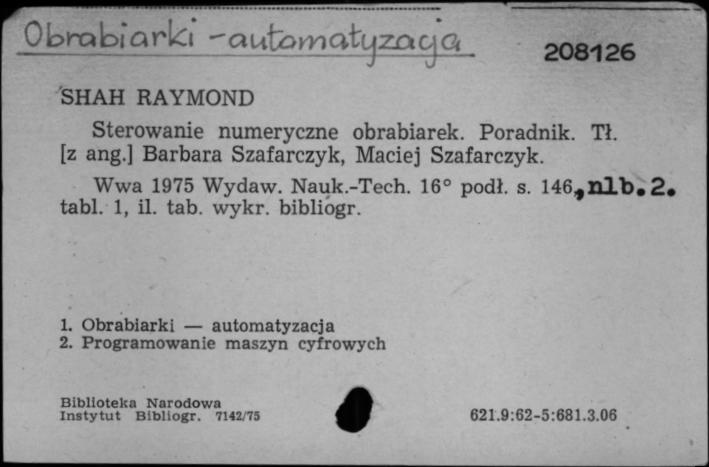 Obrabiarki - automatyzacja
208126
SHAH RAYMOND
Sterowanie numeryczne obrabiarek. Poradnik. Tł.
[z ang.] Barbara Szafarczyk, Maciej Szafarczyk.
Wwa 1975 Wydaw. Nauk.-Tech. 16° podł. s. 146, nlb. 2.
tabl. 1, il. tab. wykr. bibliogr.
1. Obrabiarki — automatyzacja
2. Programowanie maszyn cyfrowych
Biblioteka Narodowa
Instytut Bibliogr. 7142/75
621.9:62-5:681.3.06